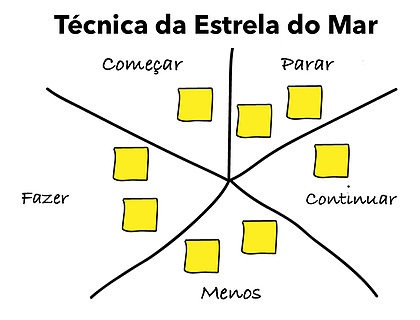 Técnica da Estrela do Mar
Começar
Parar
Fazer
Continuar
Menos